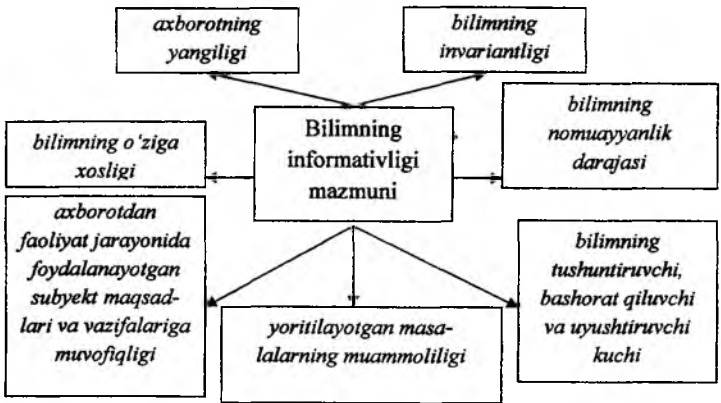 axborotning
yangiligi
bilimning
invariantligi
Bilimning
informativligi
mazmuni
bilimning
nomuayyanlik
darajasi
bilimning o'ziga
xosligi
axborotdan
faoliyat jarayonida
foydalanayotgan
subyekt maqsad-
lari va vazifalariga
muvofiqligi
yoritilayotgan masa-
lalarning muammoliligi
bilimning
tushuntiruvchi,
bashorat qiluvchi
va uyushtiruvchi
kuchi